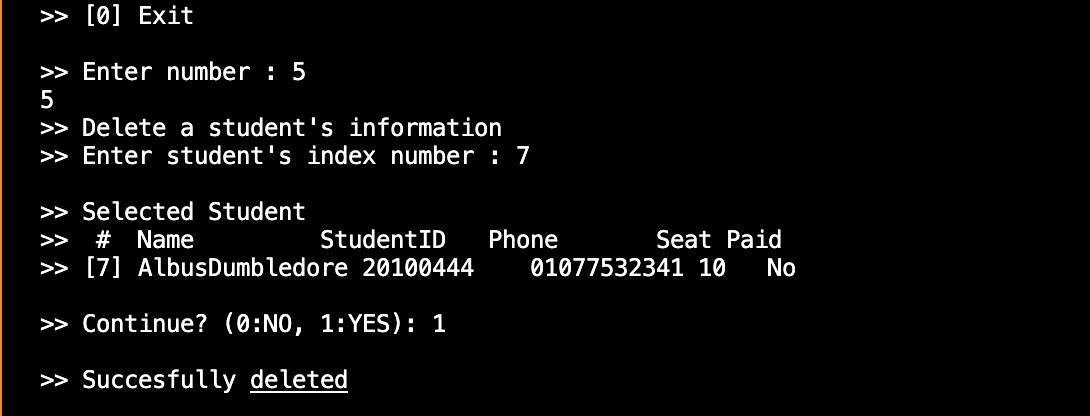 >> [0] Exit
>> Enter number : 5
5
>> Delete a student's information
>> Enter student's index number : 7
>> Selected Student
>>  #  Name         StudentID   Phone       Seat Paid
>> [7] AlbusDumbledore 20100444    01077532341 10   No
>> Continue? (0:NO, 1:YES): 1
>> Succesfully deleted